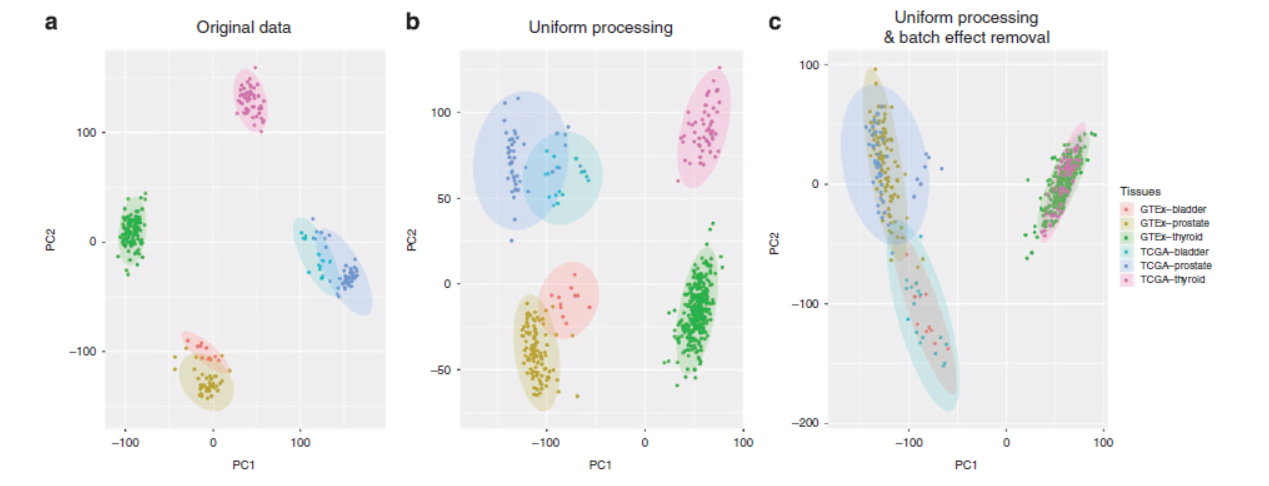 a
Original data
100
0
−100
PC2
−100
0
100
PC1
b
Uniform processing
100
50
0
−50
PC2
−100
0
100
PC1
c
Uniform processing
& batch effect removal
100
0
−100
−200
PC2
−100
0
100
PC1
Tissues
GTEx−bladder
GTEx−prostate
GTEx−thyroid
TCGA−bladder
TCGA−prostate
TCGA−thyroid